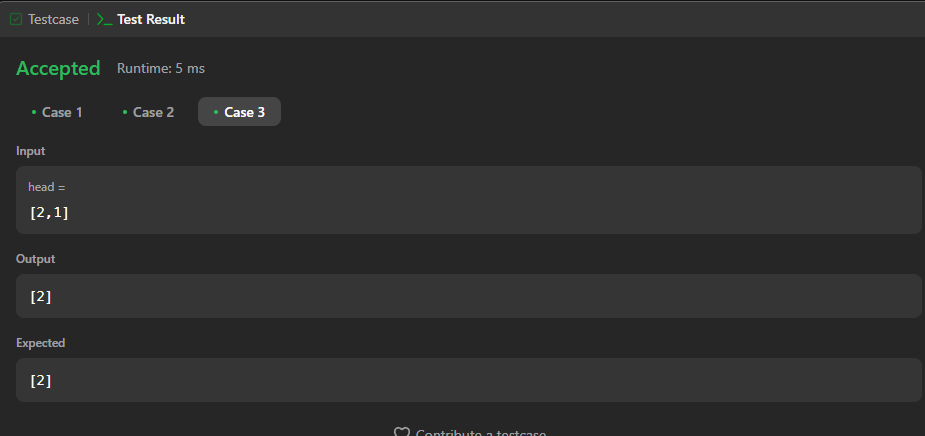 Testcase | >_ Test Result
Accepted Runtime: 5 ms
• Case 1 • Case 2 • Case 3
Input
head =
[2,1]
Output
[2]
Expected
[2]
Contribute a testcase